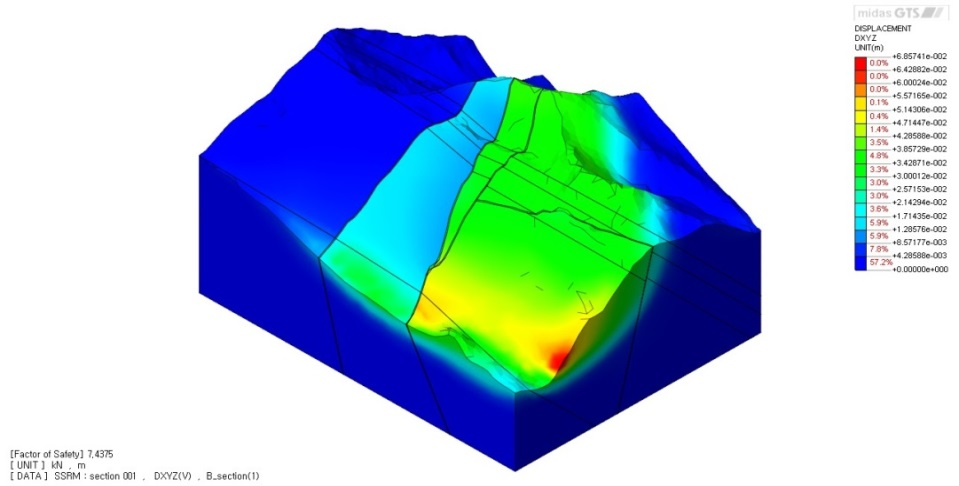 midas GTS
DISPLACEMENT
DXYZ
UNIT(m)
+6.85741e-002
0.0%
+6.42882e-002
0.0%
+6.00024e-002
0.0%
+5.57165e-002
0.1%
+5.14306e-002
0.4%
+4.71447e-002
1.4%
+4.28588e-002
3.5%
+3.85729e-002
4.8%
+3.42871e-002
3.3%
+3.00012e-002
3.0%
+2.57153e-002
3.0%
+2.14294e-002
3.6%
+1.71435e-002
5.9%
+1.28576e-002
5.9%
+8.57177e-003
7.8%
+4.28588e-003
57.2%
+0.00000e+000
[Factor of Safety] 7,4375
[ UNIT ] kN , m
[ DATA ] SSRM : section 001 , DXYZ(V) , B_section(1)